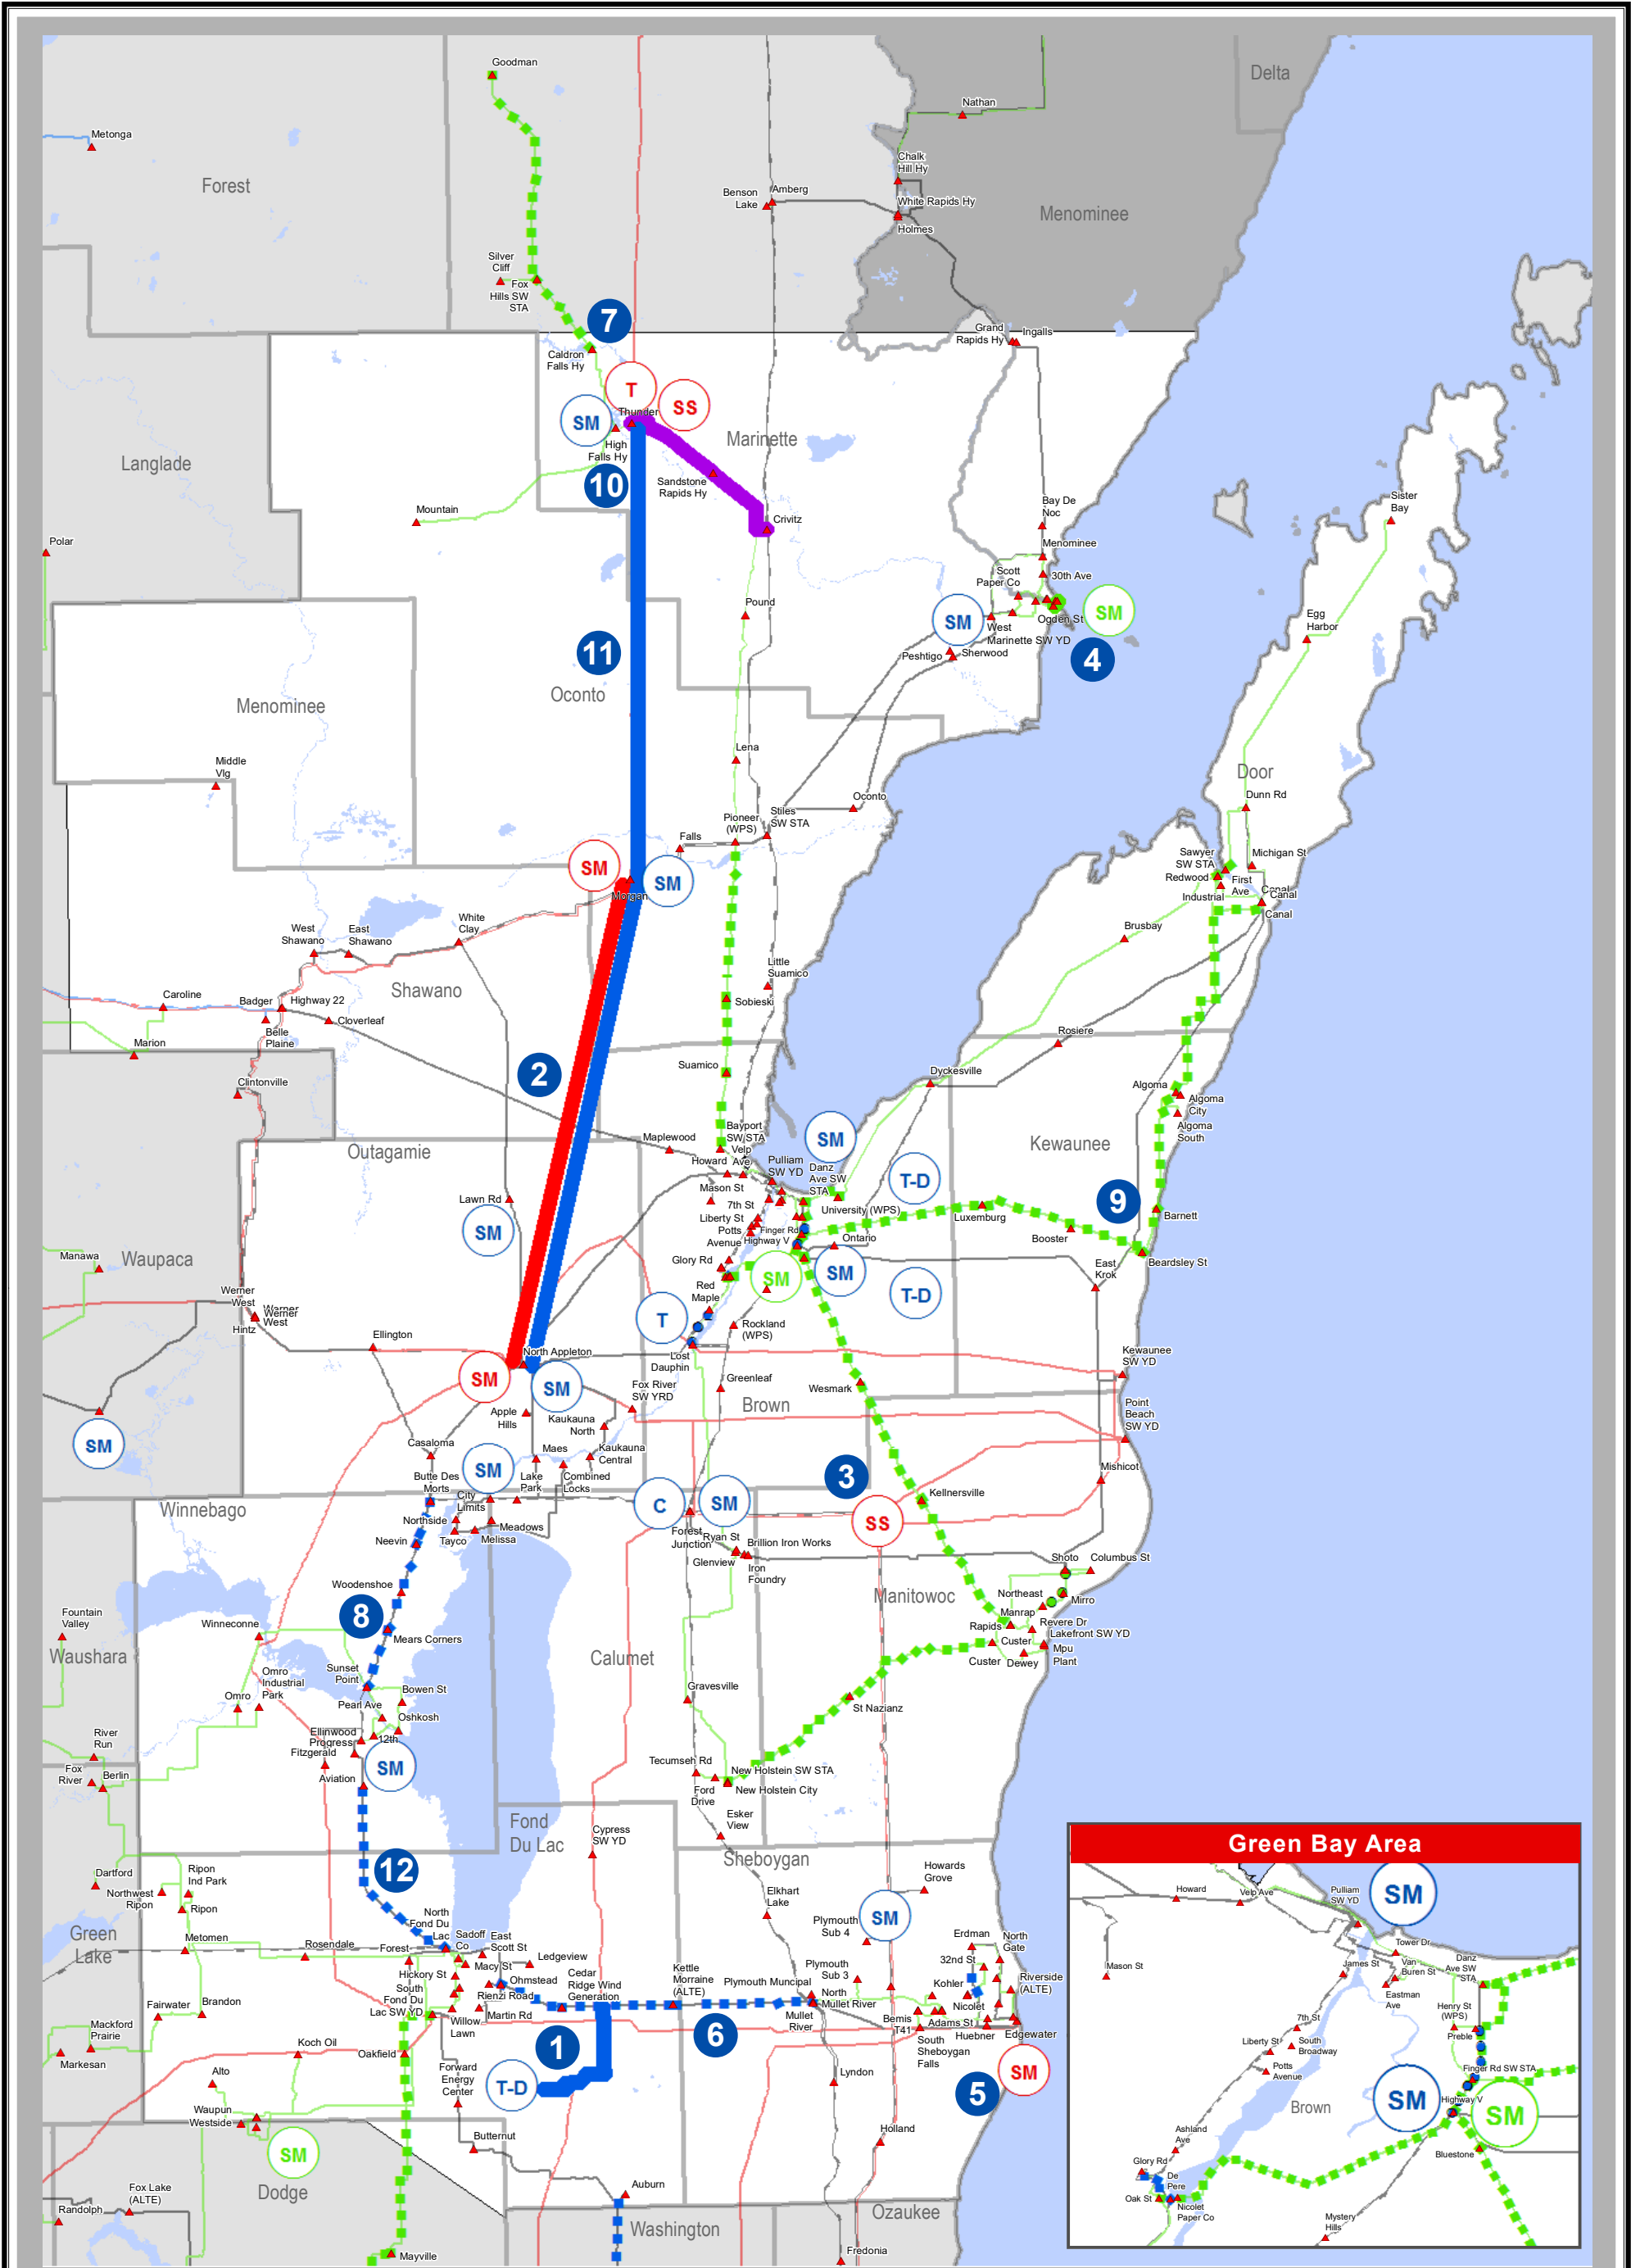 Goodman
Delta
Nathan
Metonga
Chalk
Hill Hy
Forest
Benson
Lake
Amberg
White Rapids Hy
Menominee
Holmes
Silver
Cliff
Fox
Hills SW
STA
7
Grand
Rapids Hy
Ingalls
Caldron
Falls Hy
T
SS
SM
Thunder
Marinette
High
Falls Hy
Langlade
10
Sandstone
Rapids Hy
Mountain
Crivitz
Bay De
Noc
Sister
Bay
Polar
Menominee
Scott
Paper Co
30th Ave
Pound
SM
SM
Ogden St
West
Marinette SW YD
Egg
Harbor
11
Peshtigo
Sherwood
4
Oconto
Menominee
Lena
Middle
Vlg
Door
Dunn Rd
Oconto
Pioneer
(WPS)
Stiles
SW STA
Falls
Sawyer
SW STA
Michigan St
SM
SM
Redwood
First
Ave
Morgan
Industrial
Canal
Canal
Canal
White
Clay
West
Shawano
East
Shawano
Brusbay
Little
Suamico
Shawano
Caroline
Badger
Highway 22
Sobieski
Cloverleaf
Belle
Plaine
Marion
Rosiere
Suamico
2
Dyckesville
Clintonville
Algoma
Algoma
City
Algoma
South
Outagamie
Maplewood
Bayport
SW STA
Velp
Ave
SM
Kewaunee
Howard
Pulliam
SW YD
Danz
Ave SW
STA
T-D
Mason St
Lawn Rd
7th St
9
SM
Liberty St
University (WPS)
Luxemburg
Barnett
Potts
Avenue
Finger Rd
Highway V
Ontario
Booster
Waupaca
Manawa
Glory Rd
Beardsley St
SM
SM
T-D
East
Krok
Red
Maple
Werner
West
Werner
West
Warner
Hintz
T
Rockland
(WPS)
Ellington
North Appleton
Lost
Dauphin
Kewaunee
SW YD
SM
SM
Greenleaf
Wesmark
Fox River
SW YRD
Brown
Point
Beach
SW YD
Apple
Hills
Kaukauna
North
SM
Casaloma
Maes
Kaukauna
Central
SM
3
Mishicot
Butte Des
Morts
Lake
Park
Combined
Locks
C
SM
Kellnersville
Winnebago
City
Limits
SS
Northside
Meadows
Neevin
Tayco
Melissa
Forest
Junction
Ryan St
Brillion Iron Works
Glenview
Iron
Foundry
Shoto
Columbus St
Woodenshoe
Manitowoc
Northeast
Mirro
8
Fountain
Valley
Winneconne
Manrap
Revere Dr
Mears Corners
Rapids
Lakefront SW YD
Waushara
Calumet
Custer
Custer
Dewey
Mpu
Plant
Omro
Industrial
Park
Sunset
Point
Bowen St
Omro
Pearl Ave
Gravesville
St Nazianz
Oshkosh
Ellinwood
Progress
12th
River
Run
Fitzgerald
SM
Fox
River
Berlin
Aviation
Tecumseh Rd
New Holstein SW STA
Ford
Drive
New Holstein City
Fond
Du Lac
Cypress
SW YD
Esker
View
Green Bay Area
Sheboygan
12
Dartford
Ripon
Ind Park
Northwest
Ripon
Ripon
Howards
Grove
Elkhart
Lake
North
Fond Du
Lac
SM
Plymouth
Sub 4
Green
Lake
Metomen
Rosendale
Forest
Sadoff
Co
East
Scott St
Erdman
North
Gate
Macy St
Ledgeview
32nd St
Hickory St
Ohmstead
Cedar
Ridge Wind
Generation
Kettle
Morraine
(ALTE)
Plymouth
Sub 3
Rienzi Road
Plymouth Muncipal
Kohler
Riverside
(ALTE)
South
Fond Du
Lac SW YD
Fairwater
Brandon
Martin Rd
North
Mullet River
Nicolet
Mackford
Prairie
Willow
Lawn
Mullet
River
Bemis
T41
Adams St
Huebner
Edgewater
1
6
South
Sheboygan
Falls
Koch Oil
Oakfield
Markesan
Alto
Forward
Energy
Center
T-D
Lyndon
5
SM
Waupun
Westside
Butternut
Holland
SM
Dodge
Auburn
Fox Lake
(ALTE)
Randolph
Ozaukee
Washington
Mayville
Fredonia
Howard
Velp Ave
Pulliam
SW YD
SM
Mason St
Tower Dr
James St
Van
Buren St
Danz
Ave SW
STA
Eastman
Ave
Henry St
(WPS)
7th St
Preble
Liberty St
South
Broadway
Potts
Avenue
Finger Rd SW STA
SM
Highway V
SM
Brown
Ashland
Ave
Bluestone
Glory Rd
De
Pere
Oak St
Nicolet
Paper Co
Mystery
Hills